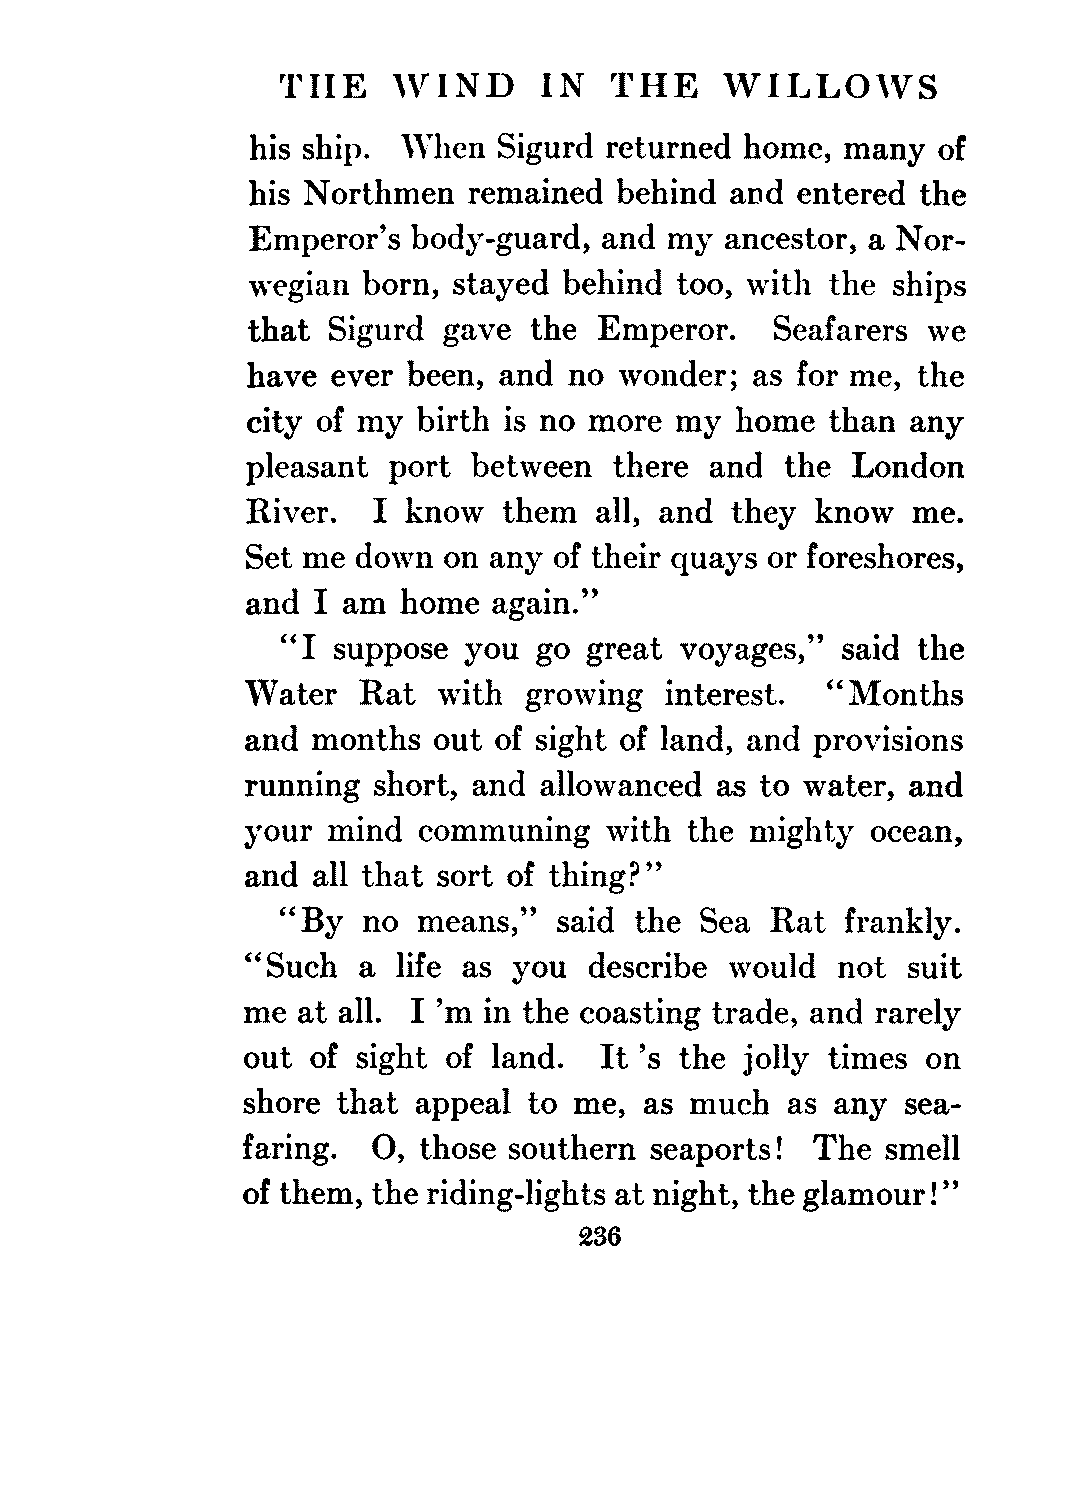 THE WIND IN THE WILLOWS
his ship. When Sigurd returned home, many of
his Northmen remained behind and entered the
Emperor's body-guard, and my ancestor, a Nor-
wegian born, stayed behind too, with the ships
that Sigurd gave the Emperor. Seafarers we
have ever been, and no wonder; as for me, the
city of my birth is no more my home than any
pleasant port between there and the London
River. I know them all, and they know me.
Set me down on any of their quays or foreshores,
and I am home again.”
“I suppose you go great voyages,” said the
Water Rat with growing interest. “Months
and months out of sight of land, and provisions
running short, and allowanced as to water, and
your mind communing with the mighty ocean,
and all that sort of thing?”
“By no means,” said the Sea Rat frankly.
“Such a life as you describe would not suit
me at all. I 'm in the coasting trade, and rarely
out of sight of land. It 's the jolly times on
shore that appeal to me, as much as any sea-
faring. O, those southern seaports! The smell
of them, the riding-lights at night, the glamour!”
236